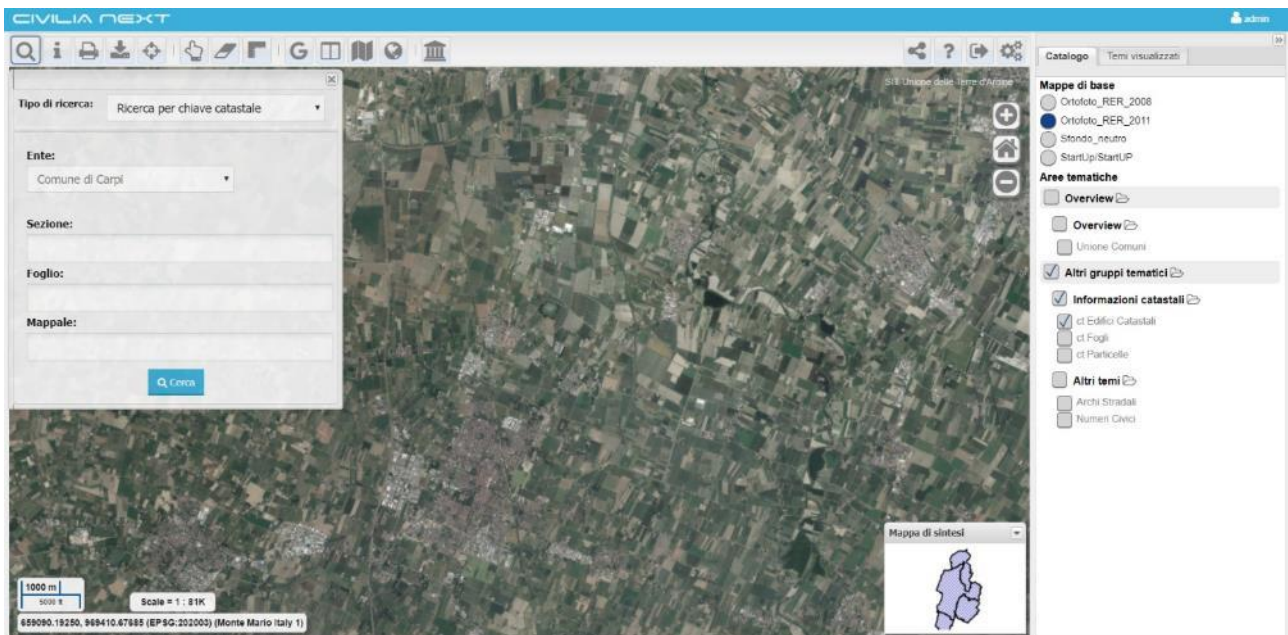 CIVILIA NEXT
admin
Tipo di ricerca: Ricerca per chiave catastale
Ente:
Comune di Carpi
Sezione:
Foglio:
Mappale:
Cerca
SIT Unione delle Terre d'Argine
Mappa di sintesi
1000 m
5000 ft
Scale = 1 : 81K
659090.19250, 969410.67685 (EPSG:202003) (Monte Mario Italy 1)
Catalogo Temi visualizzati
Mappe di base
Ortofoto_RER_2008
Ortofoto_RER_2011
Sfondo_neutro
StartUp/StartUP
Aree tematiche
Overview
Overview
Unione Comuni
Altri gruppi tematici
Informazioni catastali
ct Edifici Catastali
ct Fogli
ct Particelle
Altri temi
Archi Stradali
Numeri Civici